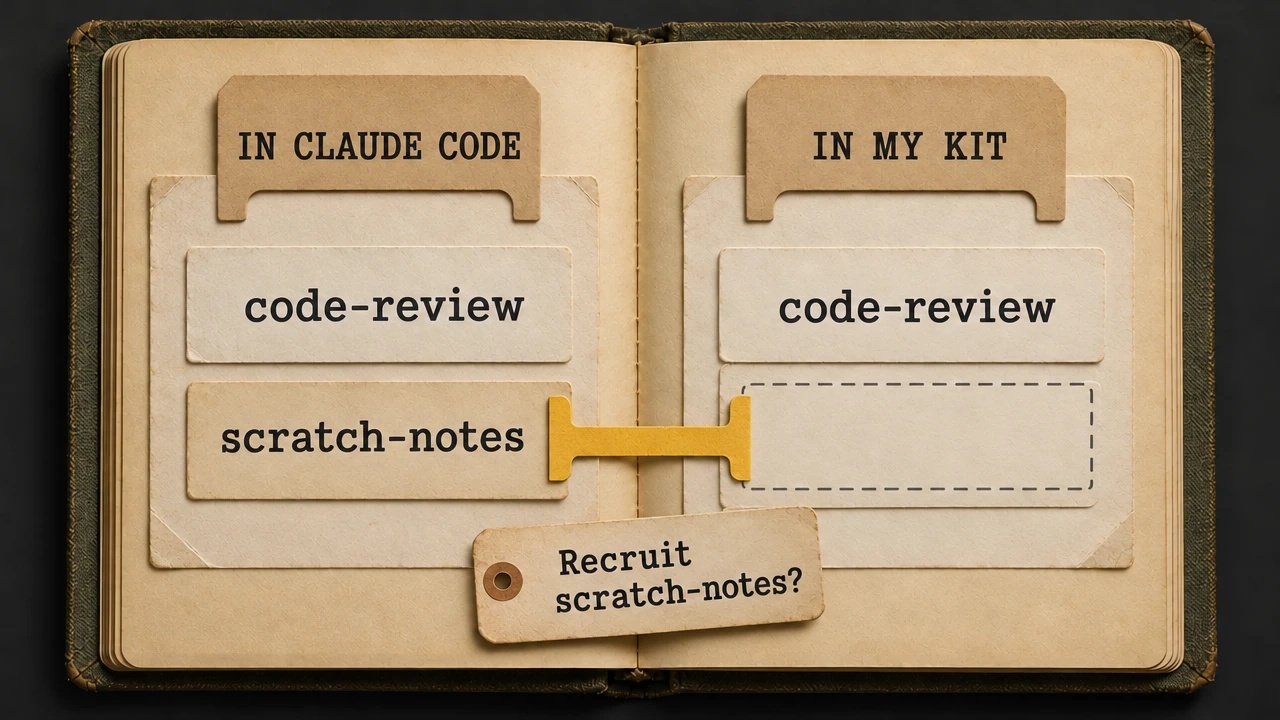 IN CLAUDE CODE
code-review
scratch-notes
IN MY KIT
code-review
Recruit
scratch-notes?